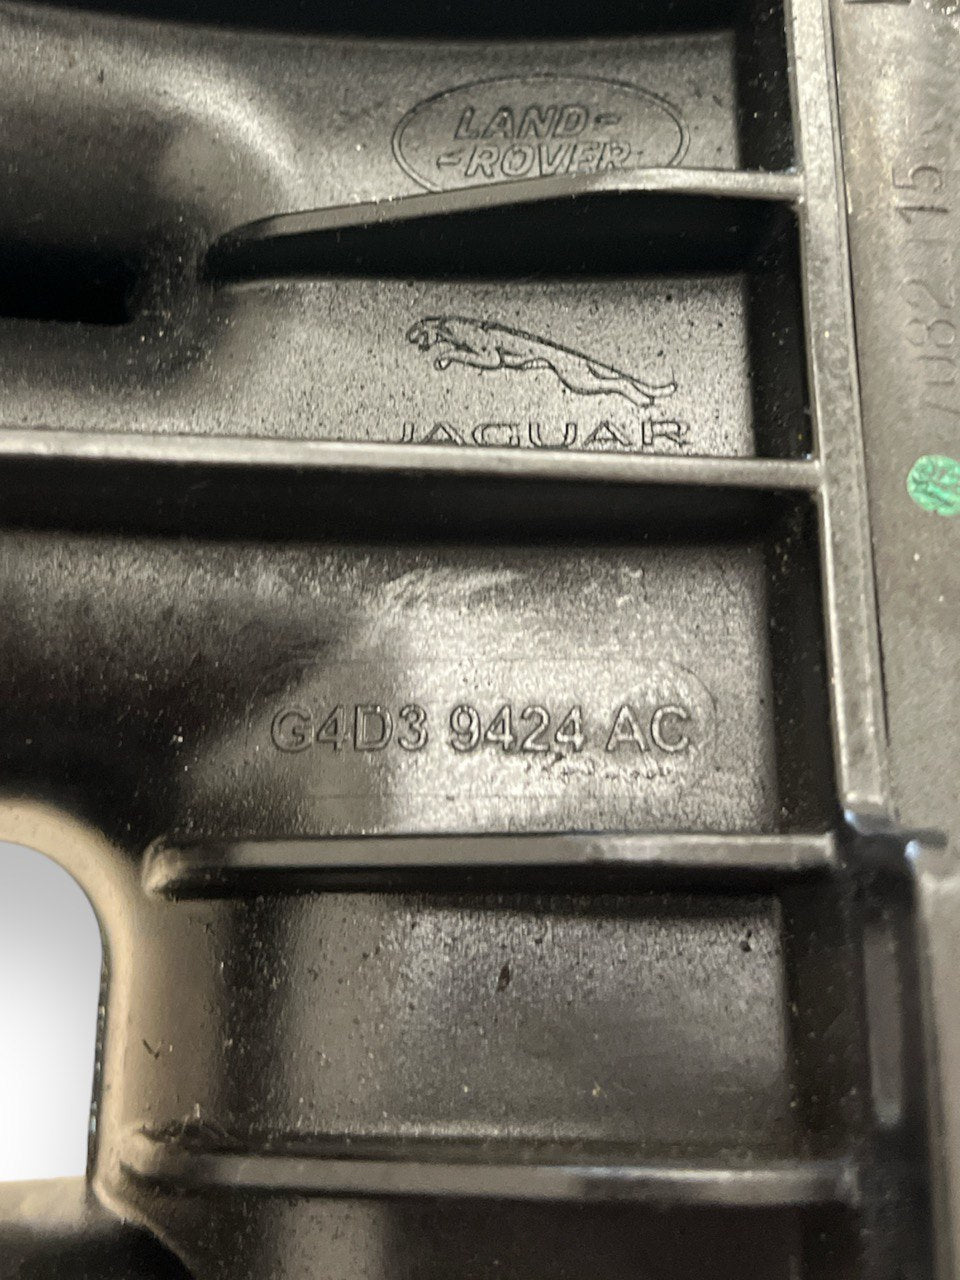 LAND-
-ROVER
JAGUAR
G4D3 9424 AC